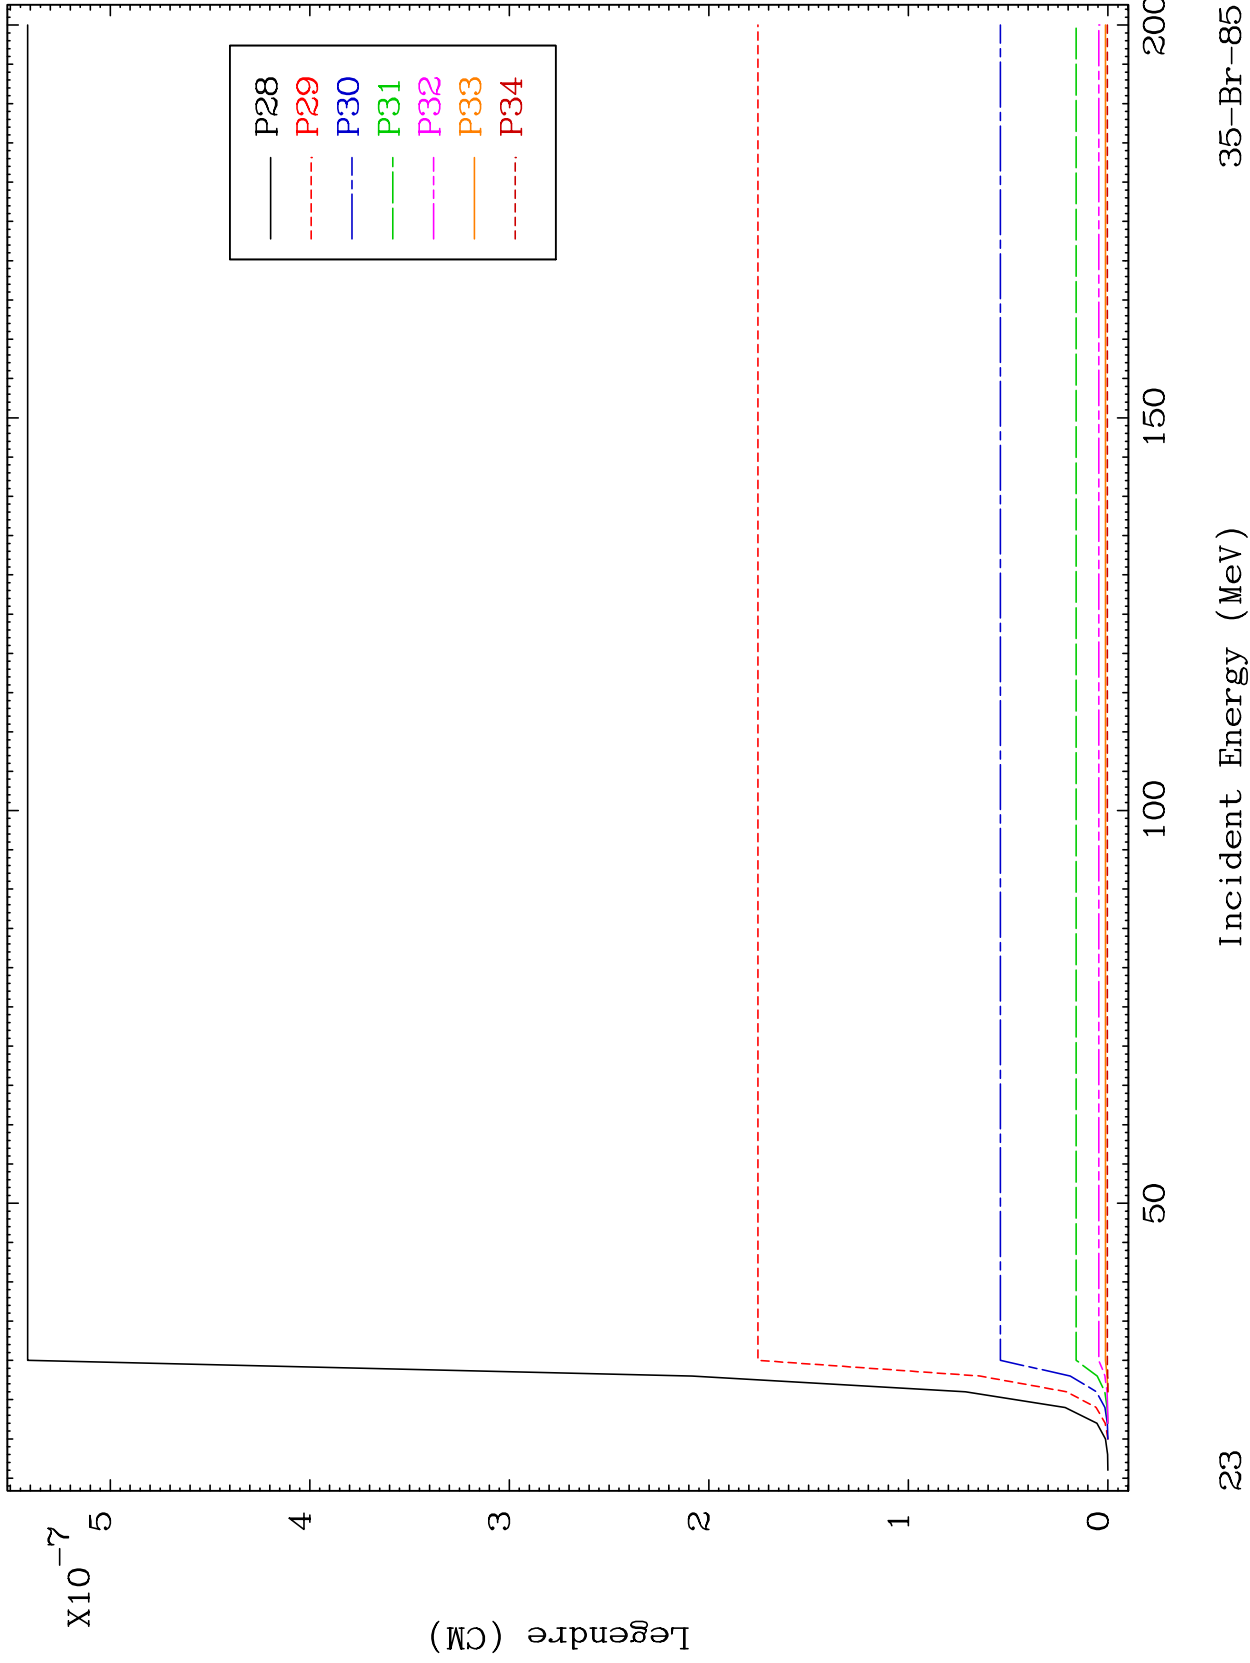 X10-7
5
4
3
2
1
0
Legendre (CM)
P28
P29
P30
P31
P32
P33
P34
50
100
150
200
23
Incident Energy (MeV)
35-Br-85